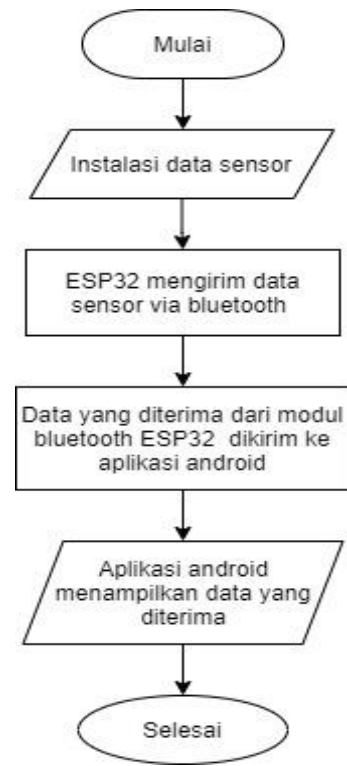 Mulai
Instalasi data sensor
ESP32 mengirim data
sensor via bluetooth
Data yang diterima dari modul
bluetooth ESP32 dikirim ke
aplikasi android
Aplikasi android
menampilkan data yang
diterima
Selesai